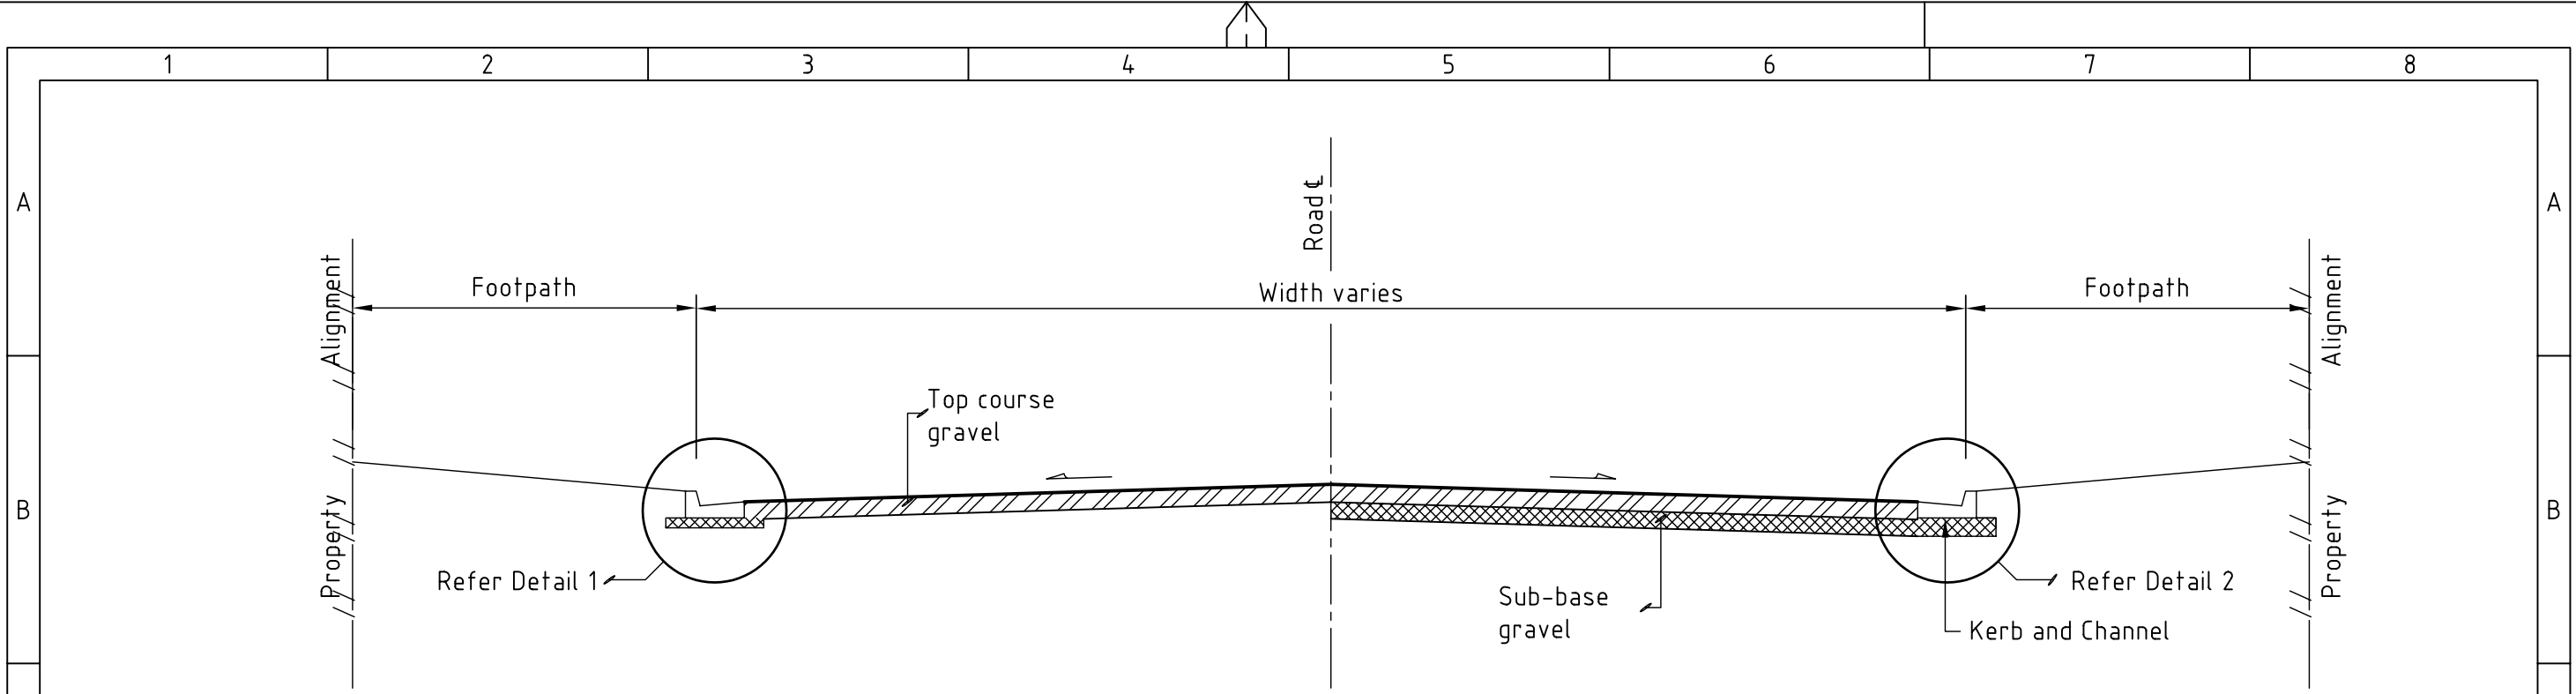 1 2 3 4 5 6 7 8
A A
Road ℄
Alignment
Footpath
Width varies
Footpath
Alignment
Top course
gravel
B B
Property
Refer Detail 1
Sub-base
gravel
Refer Detail 2
Kerb and Channel
Property